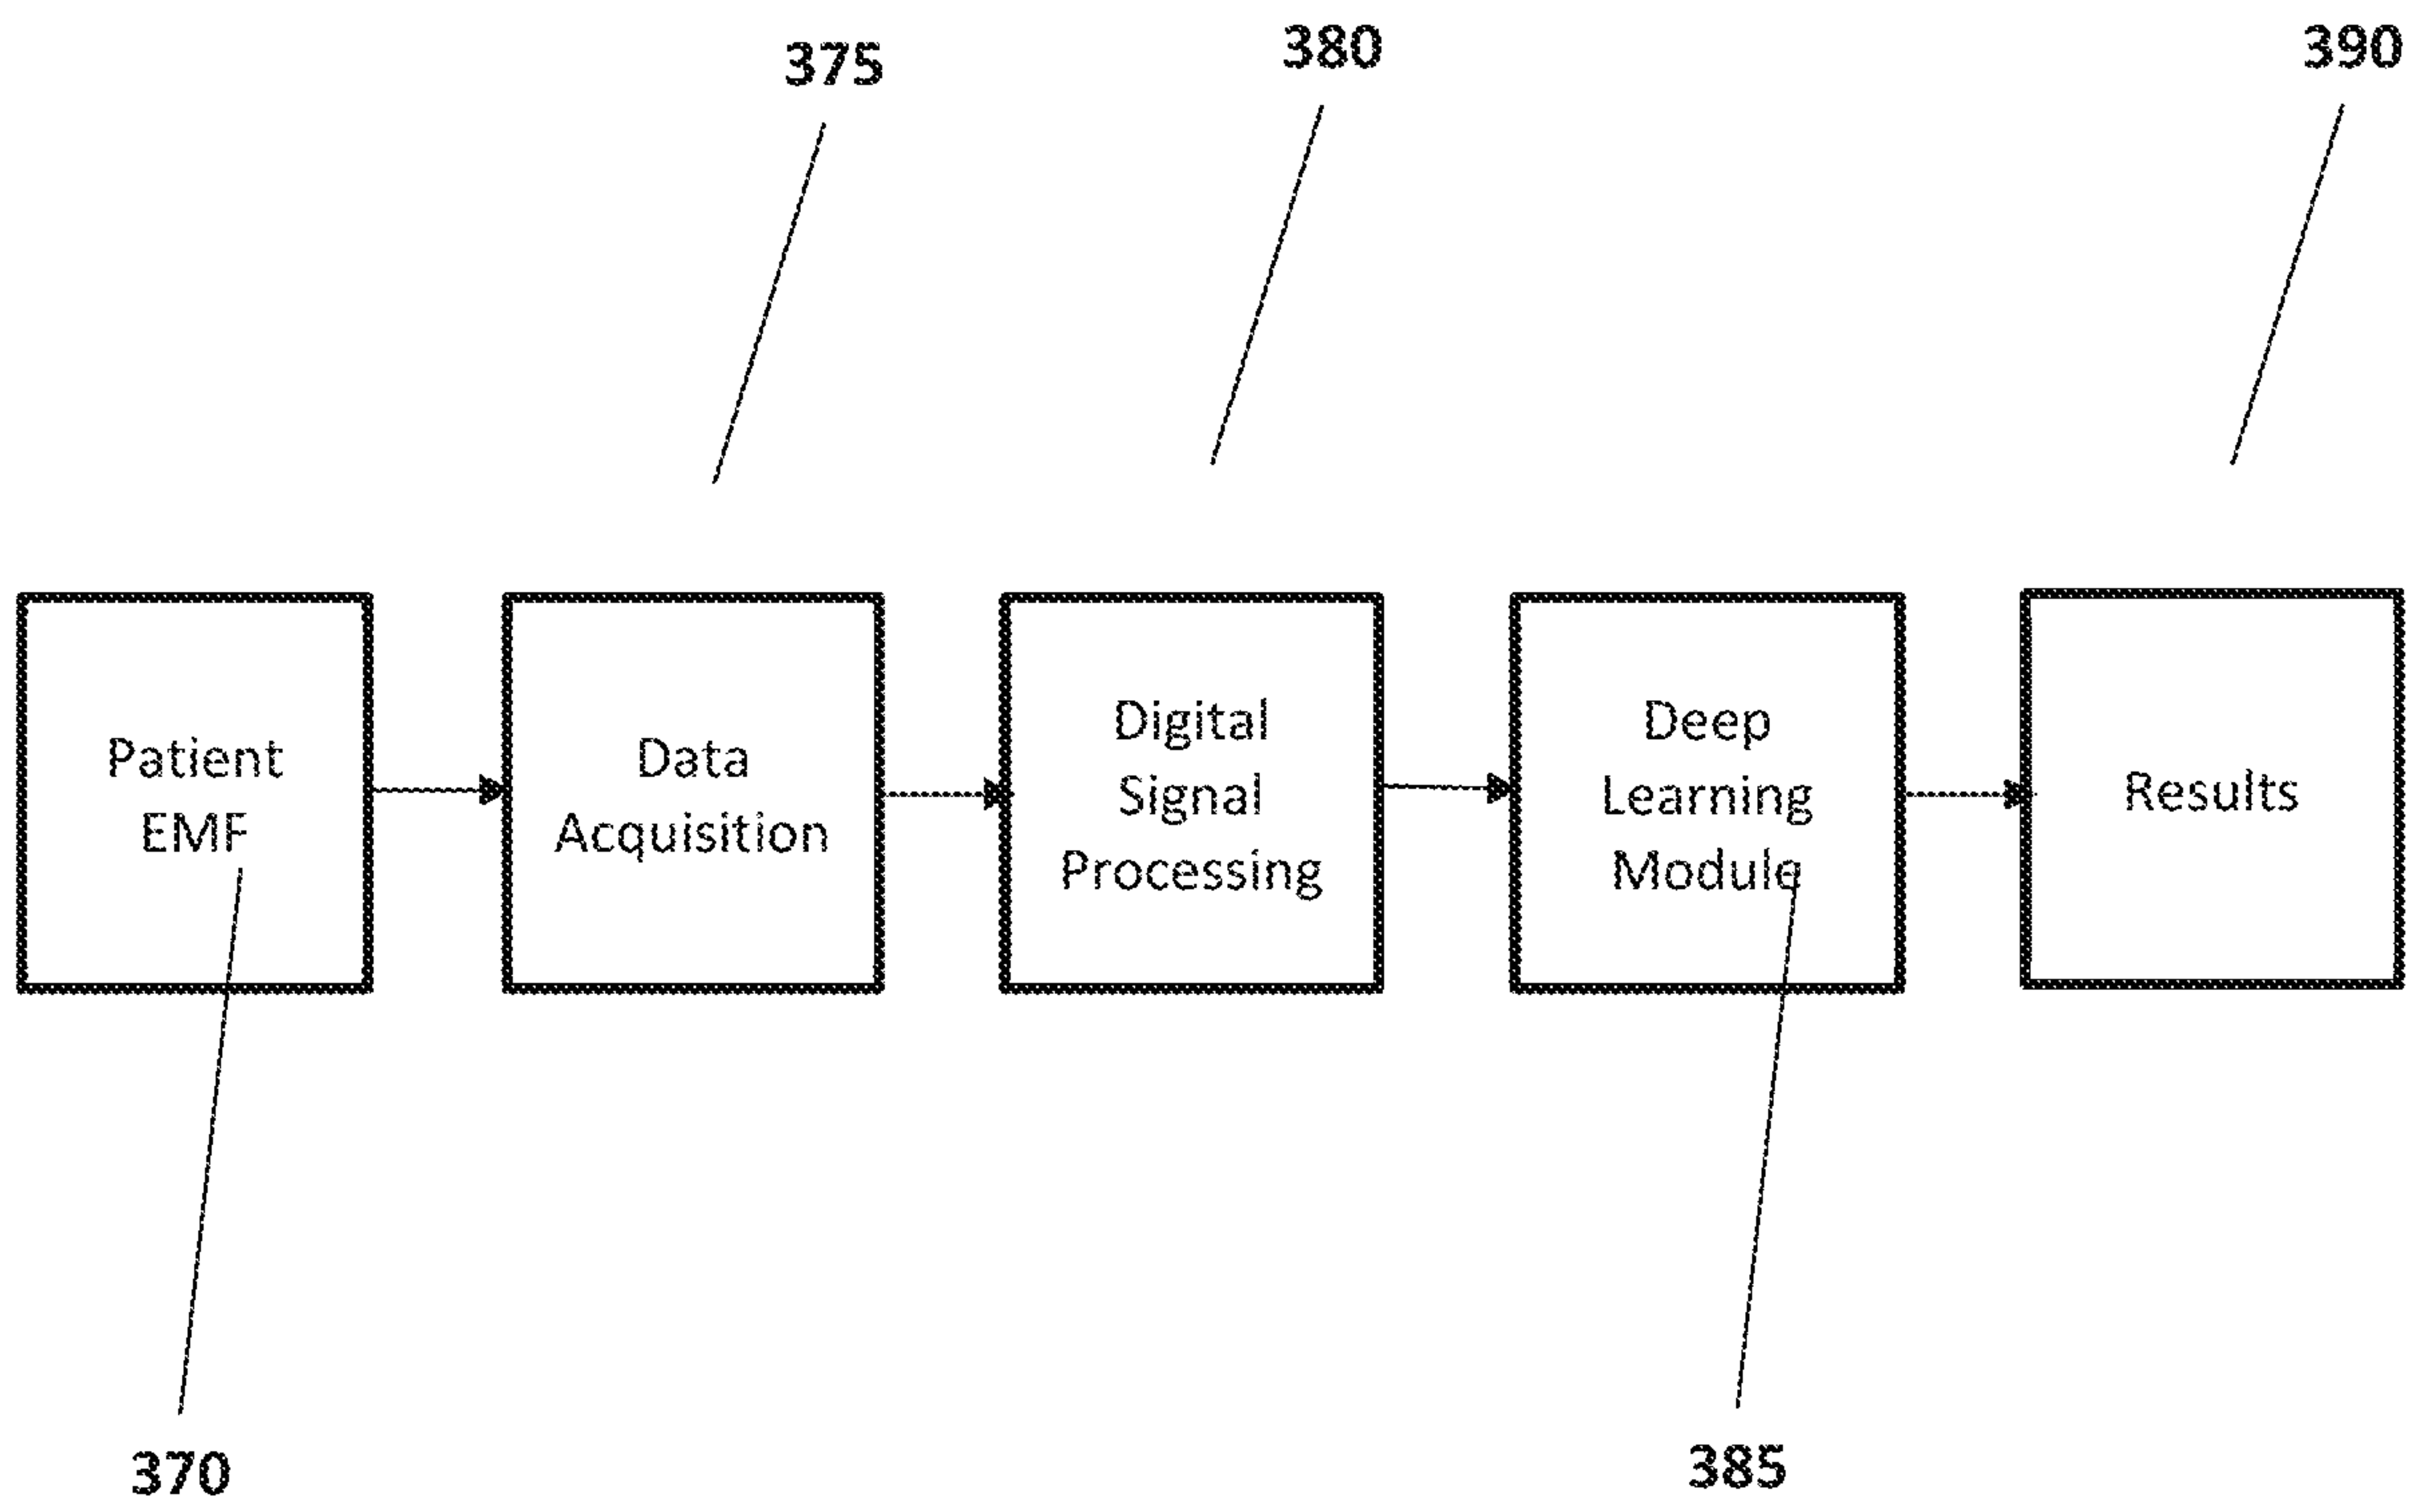 375
380
390
Patient
EMF
Data
Acquisition
Digital
Signal
Processing
Deep
Learning
Module
Results
370
385